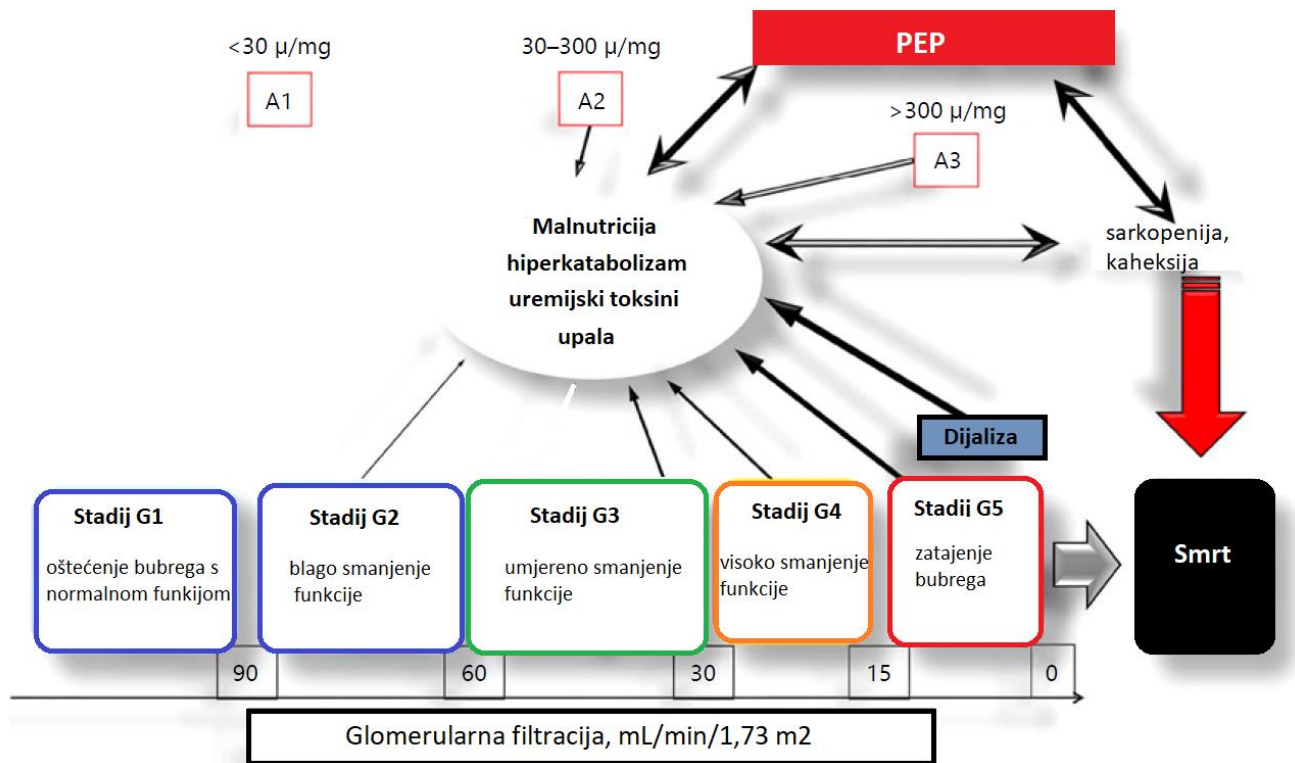 <30 µ/mg
A1
30–300 µ/mg
A2
PEP
>300 µ/mg
A3
Malnutricija
hiperkatabolizam
uremijski toksini
upala
sarkopenija,
kaheksija
Dijaliza
Stadij G1
oštećenje bubrega s
normalnom funkijom
Stadij G2
blago smanjenje
funkcije
Stadij G3
umjereno smanjenje
funkcije
Stadij G4
visoko smanjenje
funkcije
Stadij G5
zatajenje
bubrega
Smrt
90
60
30
15
0
Glomerularna filtracija, mL/min/1,73 m2